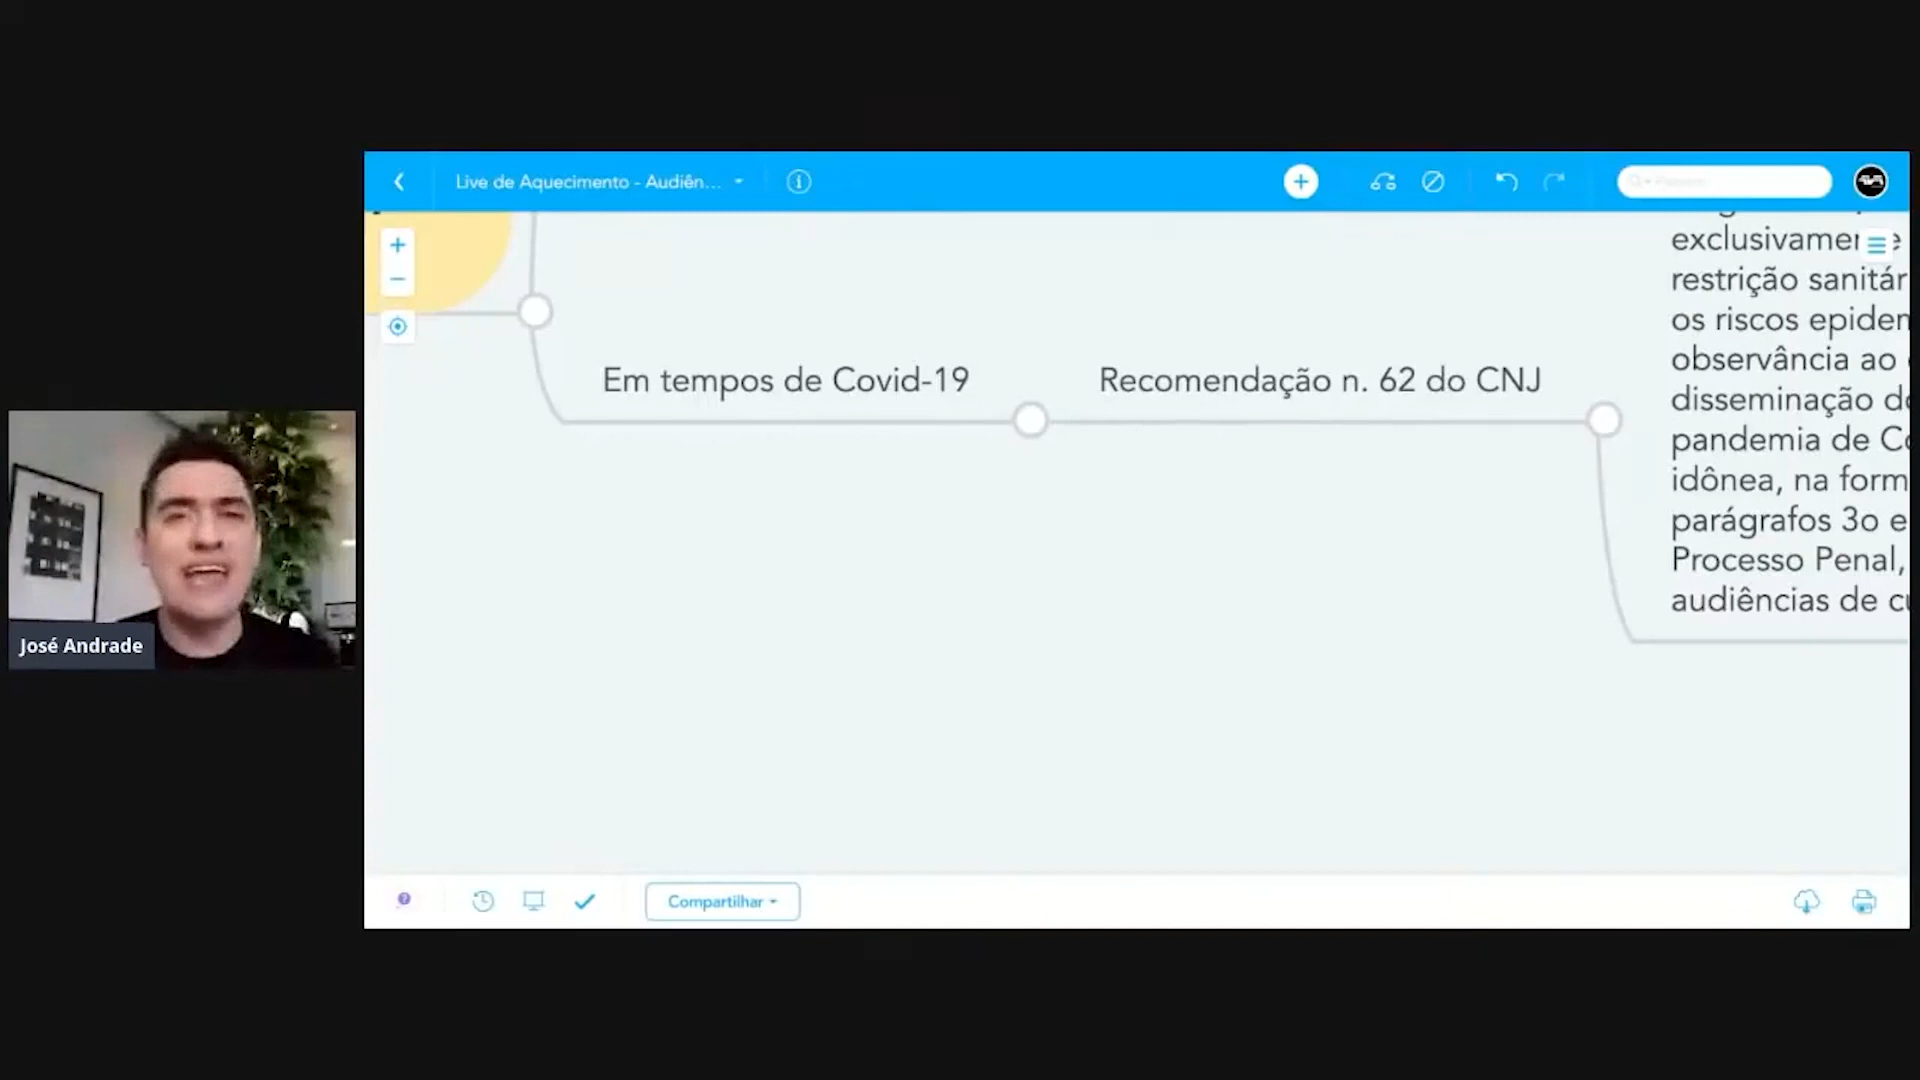 Live de Aquecimento - Audiên...
Em tempos de Covid-19
Recomendação n. 62 do CNJ
restrição sanitár
os riscos epiden
observância ao
disseminação d
pandemia de C
idônea, na form
parágrafos 3o e
Processo Penal,
audiências de c
José Andrade
Compartilhar